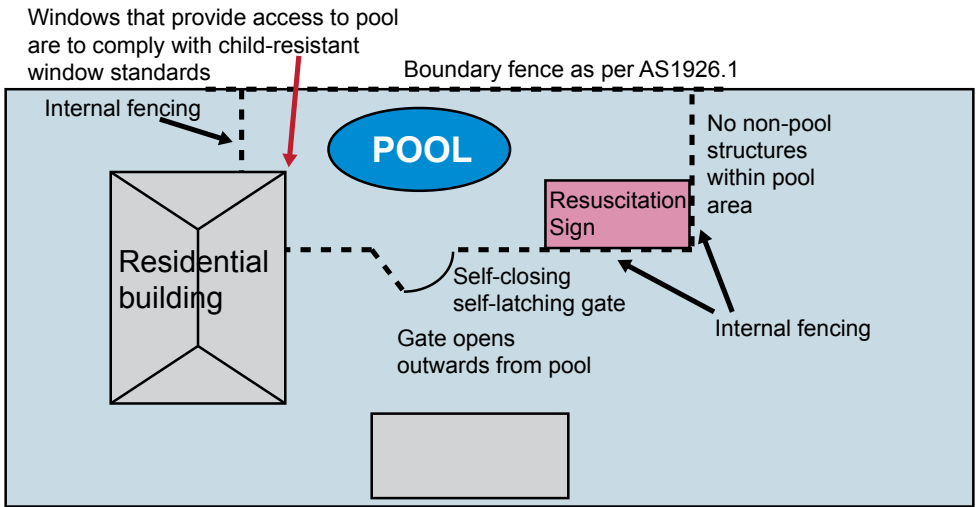 Windows that provide access to pool
are to comply with child-resistant
window standards
Boundary fence as per AS1926.1
Internal fencing
POOL
No non-pool
structures
within pool
area
Resuscitation
Sign
Residential
building
Self-closing
self-latching gate
Internal fencing
Gate opens
outwards from pool